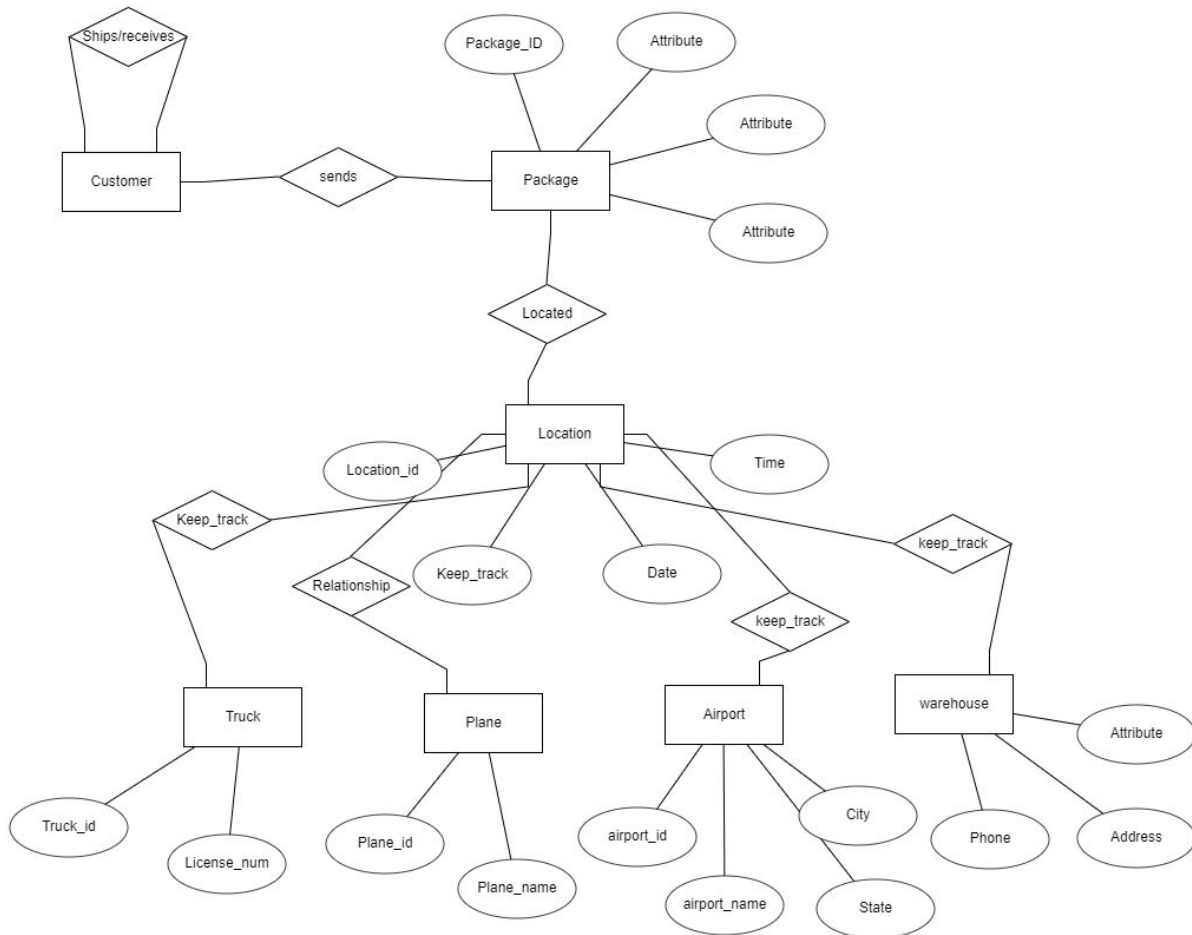 Ships/receives
Package_ID
Attribute
Attribute
Customer
sends
Package
Attribute
Located
Location
Location_id
Time
Keep_track
keep_track
Keep_track
Date
Relationship
keep_track
Truck
Plane
Airport
warehouse
Attribute
Truck_id
License_num
Plane_id
Plane_name
airport_id
City
Phone
Address
airport_name
State